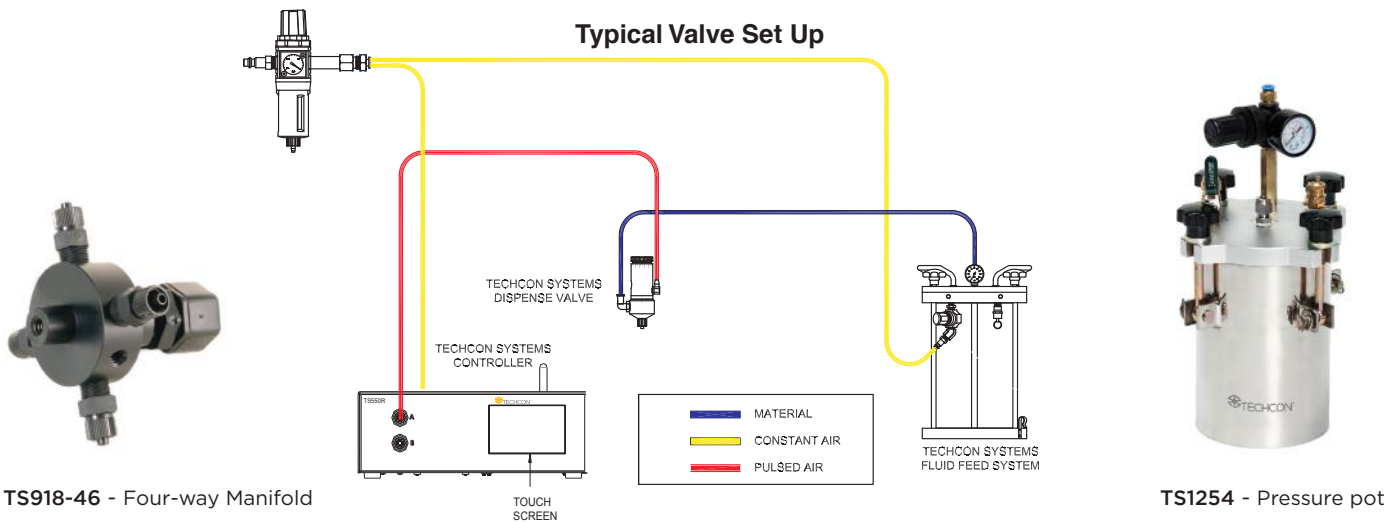 Typical Valve Set Up
TECHCON SYSTEMS
DISPENSE VALVE
TECHCON SYSTEMS
CONTROLLER
TS550R
TECHCON
A
B
MATERIAL
CONSTANT AIR
PULSED AIR
TECHCON SYSTEMS
FLUID FEED SYSTEM
TECHCON
TOUCH
SCREEN
TS918-46 - Four-way Manifold
TS1254 - Pressure pot